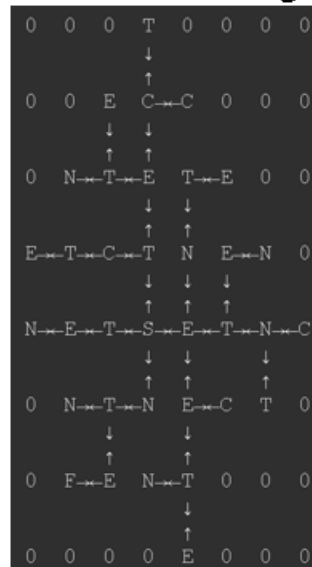 0 0 0 T 0 0 0 0
↓
↑
0 0 E C→←C 0 0 0
↓ ↓
↑ ↑
0 N→←T→←E T→←E 0 0
↓ ↓
↑ ↑
E→←T→←C→←T N E→←N 0
↓ ↓ ↓
↑ ↑ ↑
N→←E→←T→←S→←E→←T→←N→←C
↓ ↓ ↓
↑ ↑ ↑
0 N→←T→←N E→←C T 0
↓ ↓
↑ ↑
0 F→←E N→←T 0 0 0
↓
↑
0 0 0 0 E 0 0 0